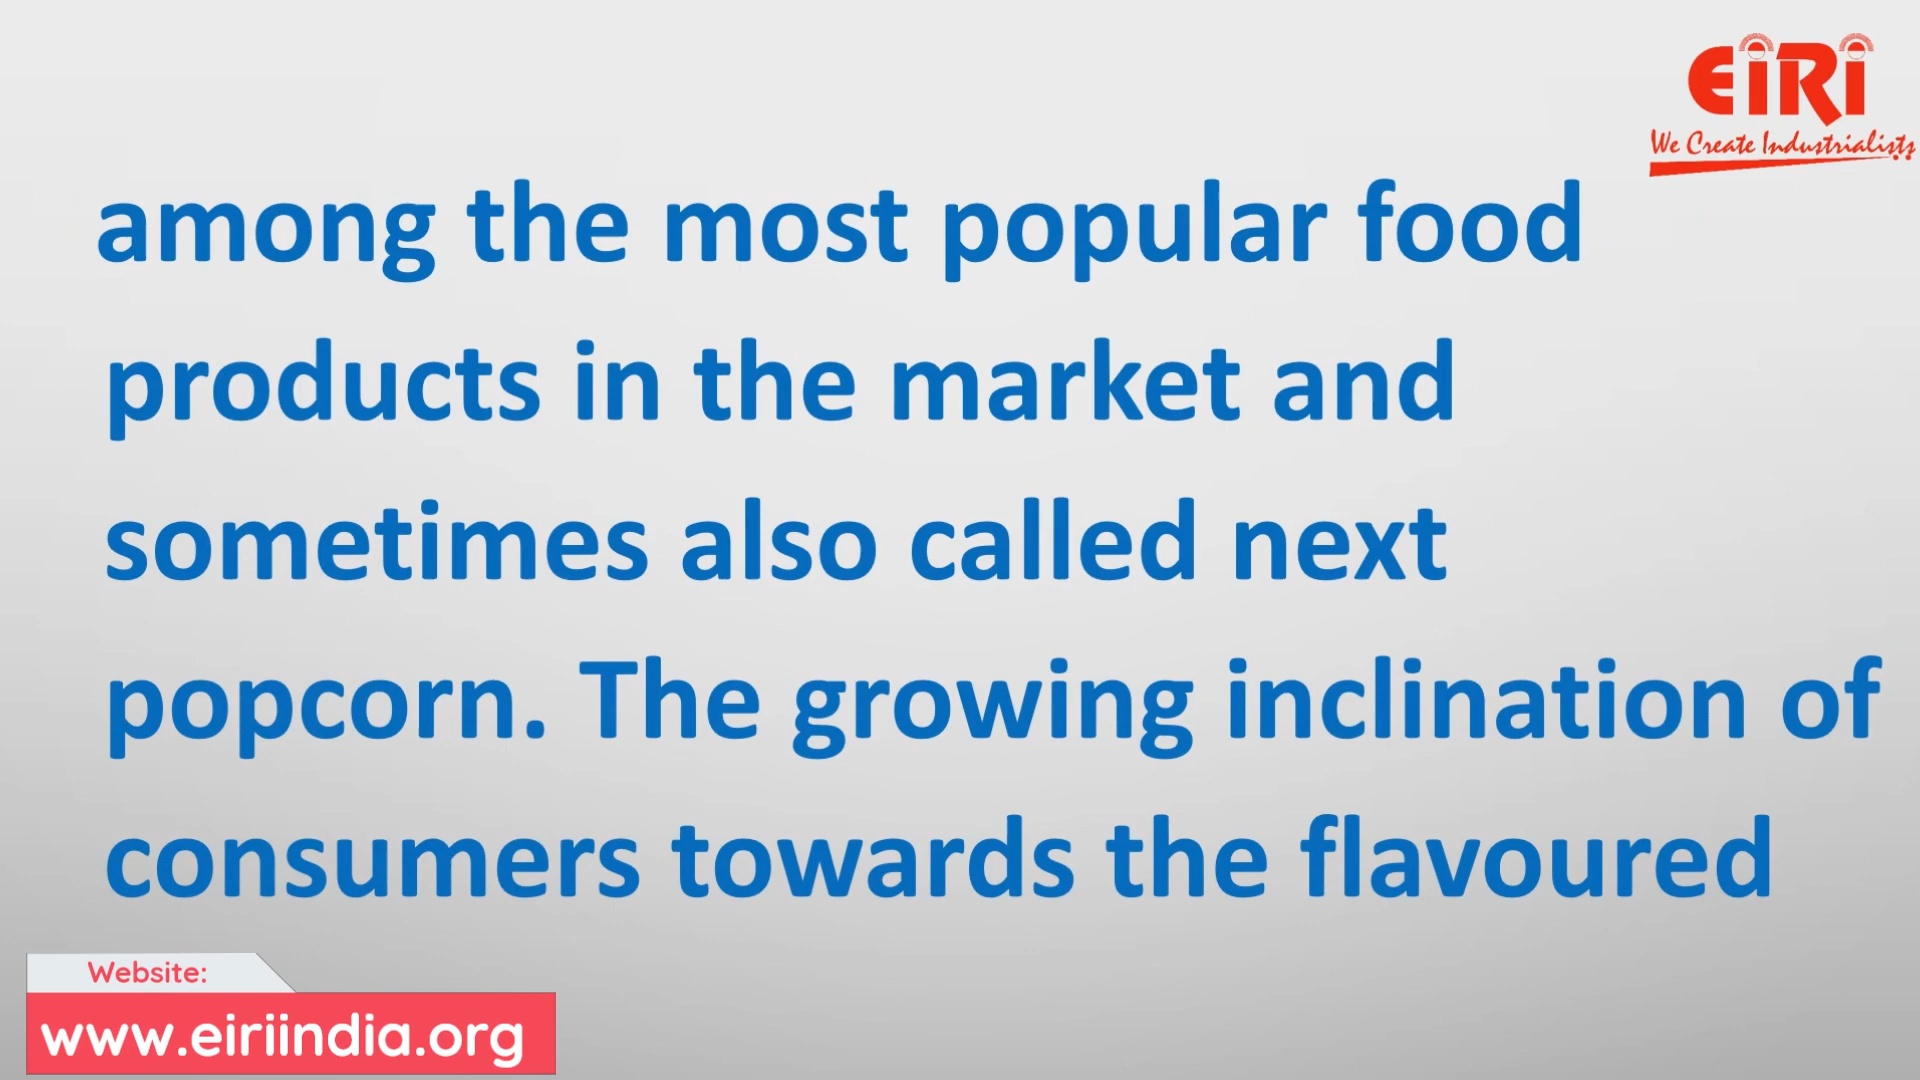 EiRi
We Create Industrialists
among the most popular food
products in the market and
sometimes also called next
popcorn. The growing inclination of
consumers towards the flavoured
Website:
www.eiriindia.org